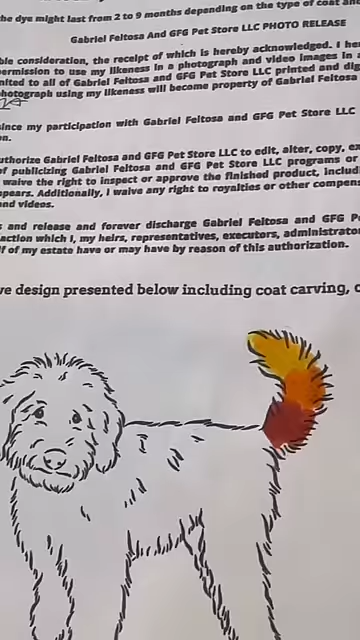 he dye might last from 2 to 9 months depending on the type of coat an
Gabriel Feltosa And GFG Pet Store LLC PHOTO RELEASE
ble consideration, the receipt of which is hereby acknowledged. I he
ermission to use my likeness in a photograph and video images in a
nited to all of Gabriel Feltosa and GFG Pet Store LLC printed and dig
hotograph using my likeness will become property of Gabriel Feltosa
ince my participation with Gabriel Feltosa and GFG Pet Store LLC
n.
uthorize Gabriel Feltosa and GFG Pet Store LLC to edit, alter, copy, ex
of publicizing Gabriel Feltosa and GFG Pet Store LLC programs or
waive the right to inspect or approve the finished product, includi
pears. Additionally, I waive any right to royalties or other compen
nd videos.
s and release and forever discharge Gabriel Feltosa and GFG Pe
action which I, my heirs, representatives, executors, administrato
lf of my estate have or may have by reason of this authorization.
ve design presented below including coat carving, c